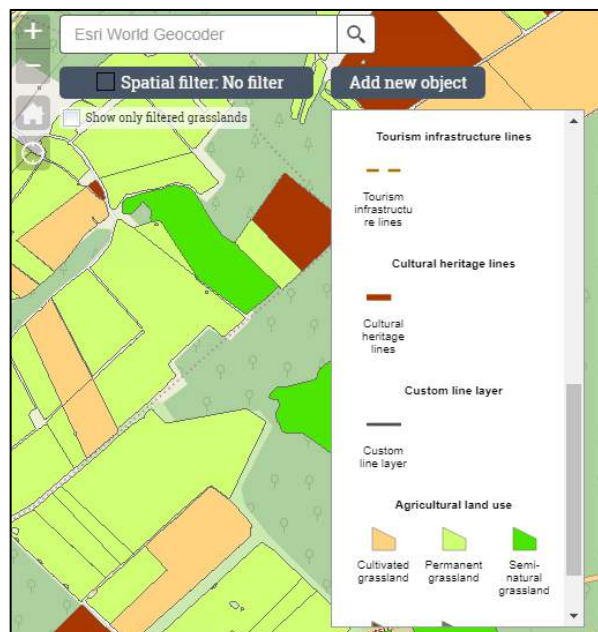 +
Esri World Geocoder
−
Spatial filter: No filter
Add new object
Show only filtered grasslands
Tourism infrastructure lines
Tourism
infrastructu
re lines
Cultural heritage lines
Cultural
heritage
lines
Custom line layer
Custom
line layer
Agricultural land use
Cultivated
grassland
Permanent
grassland
Semi-
natural
grassland